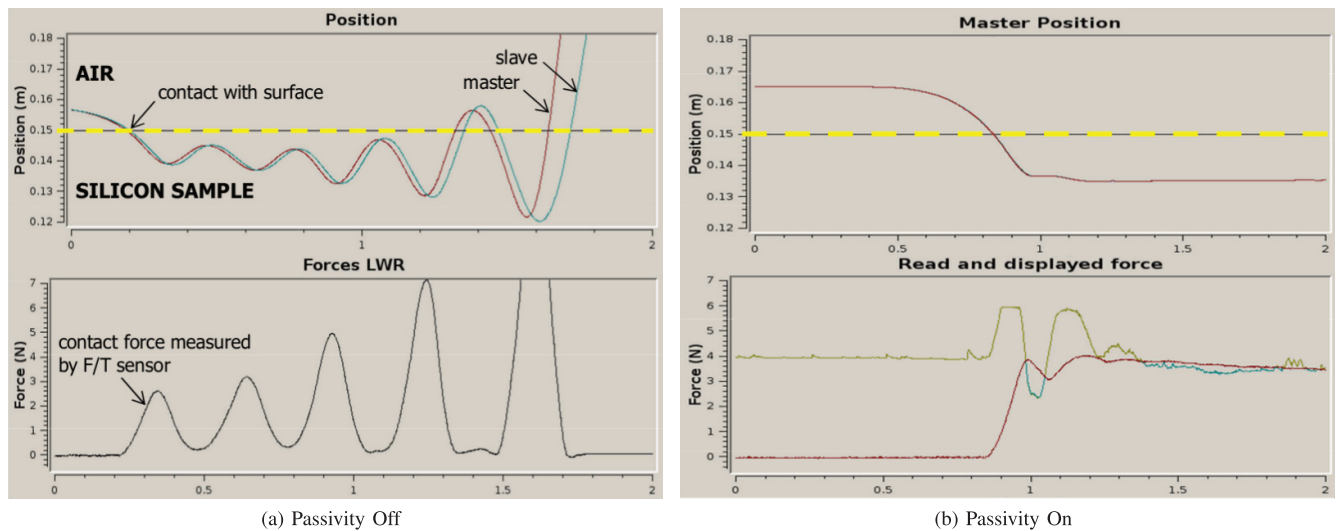 Position
0.18
0.17
0.16
0.15
0.14
0.13
0.12
Position (m)
AIR
contact with surface
slave
master
SILICON SAMPLE
0 1 2
Forces LWR
7
6
5
4
3
2
1
0
Force (N)
contact force measured
by F/T sensor
0 0.5 1 1.5 2
(a) Passivity Off
Master Position
0.18
0.17
0.16
0.15
0.14
0.13
0.12
Position (m)
0 0.5 1 1.5 2
Read and displayed force
7
6
5
4
3
2
1
0
Force (N)
0 0.5 1 1.5 2
(b) Passivity On